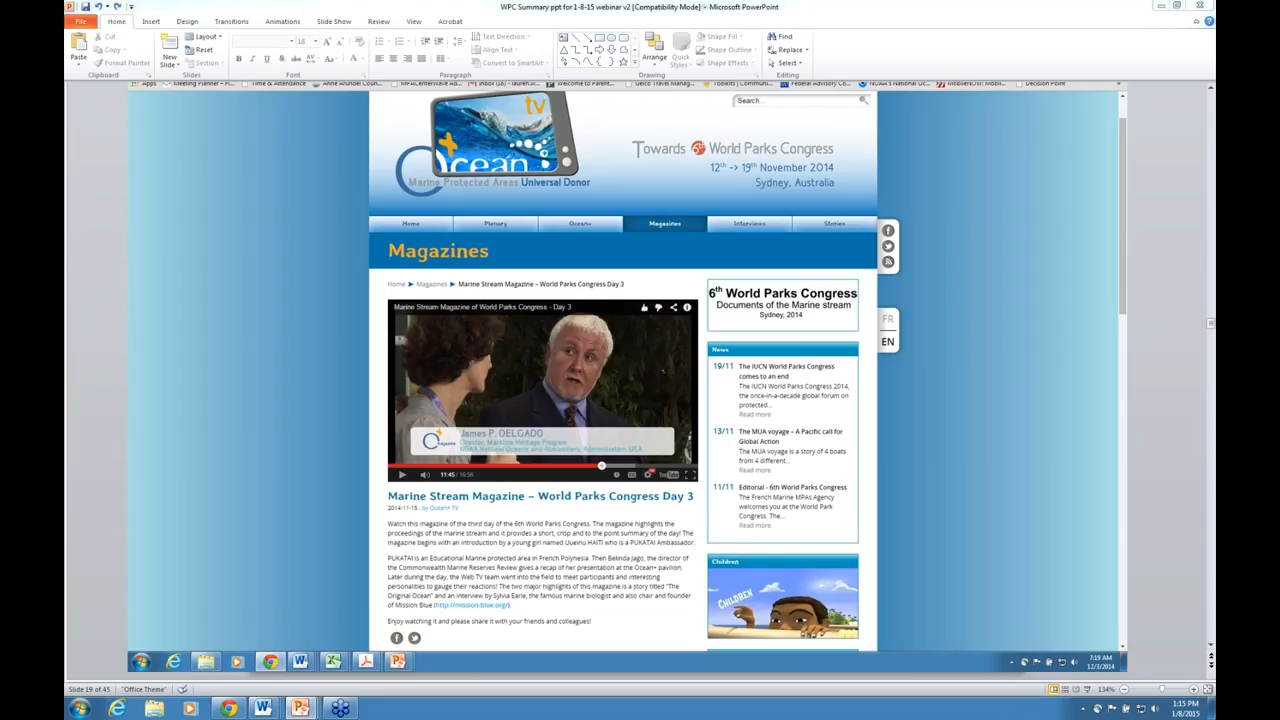 WPC Summary ppt for 1-8-15 webinar v2 [Compatibility Mode] - Microsoft PowerPoint
File Home Insert Design Transitions Animations Slide Show Review View Acrobat
Paste
Cut
Copy
Format Painter
Clipboard
New Slide
Layout
Reset
Section
Slides
18
Font
Text Direction
Align Text
Convert to SmartArt
Paragraph
Arrange
Quick Styles
Shape Fill
Shape Outline
Shape Effects
Drawing
Find
Replace
Select
Editing
Apps
Time & Attendance
Decision Point
tv
Ocean
Marine Protected Areas Universal Donor
Search...
Towards 6th World Parks Congress
12th -> 19th November 2014
Sydney, Australia
Home Plenary Ocean+ Magazines Interviews Stories
Magazines
Home Magazines Marine Stream Magazine – World Parks Congress Day 3
Marine Stream Magazine of World Parks Congress - Day 3
James P. DELGADO
Director, Maritime Heritage Program
NOAA National Oceanic and Atmospheric Administration, USA
11:45 / 16:56
YouTube
Marine Stream Magazine – World Parks Congress Day 3
2014-11-15 , by Ocean+ TV
Watch this magazine of the third day of the 6th World Parks Congress. The magazine highlights the
proceedings of the marine stream and it provides a short, crisp and to the point summary of the day! The
magazine begins with an introduction by a young girl named Uueinu HAITI who is a PUKATAI Ambassador.
PUKATAI is an Educational Marine protected area in French Polynesia. Then Belinda Jago, the director of
the Commonwealth Marine Reserves Review gives a recap of her presentation at the Ocean+ pavilion.
Later during the day, the Web TV team went into the field to meet participants and interesting
personalities to gauge their reactions! The two major highlights of this magazine is a story titled "The
Original Ocean" and an interview by Sylvia Earle, the famous marine biologist and also chair and founder
of Mission Blue (http://mission-blue.org/).
Enjoy watching it and please share it with your friends and colleagues!
6th World Parks Congress
Documents of the Marine stream
Sydney, 2014
News
19/11 The IUCN World Parks Congress
comes to an end
The IUCN World Parks Congress 2014,
the once-in-a-decade global forum on
protected...
Read more
13/11 The MUA voyage – A Pacific call for
Global Action
The MUA voyage is a story of 4 boats
from 4 different...
Read more
11/11 Editorial - 6th World Parks Congress
The French Marine MPAs Agency
welcomes you at the World Park
Congress. The...
Read more
Children
CHILDREN
FR
EN
7:19 AM
12/3/2014
Slide 19 of 45 "Office Theme" 134%
1:15 PM
1/8/2015